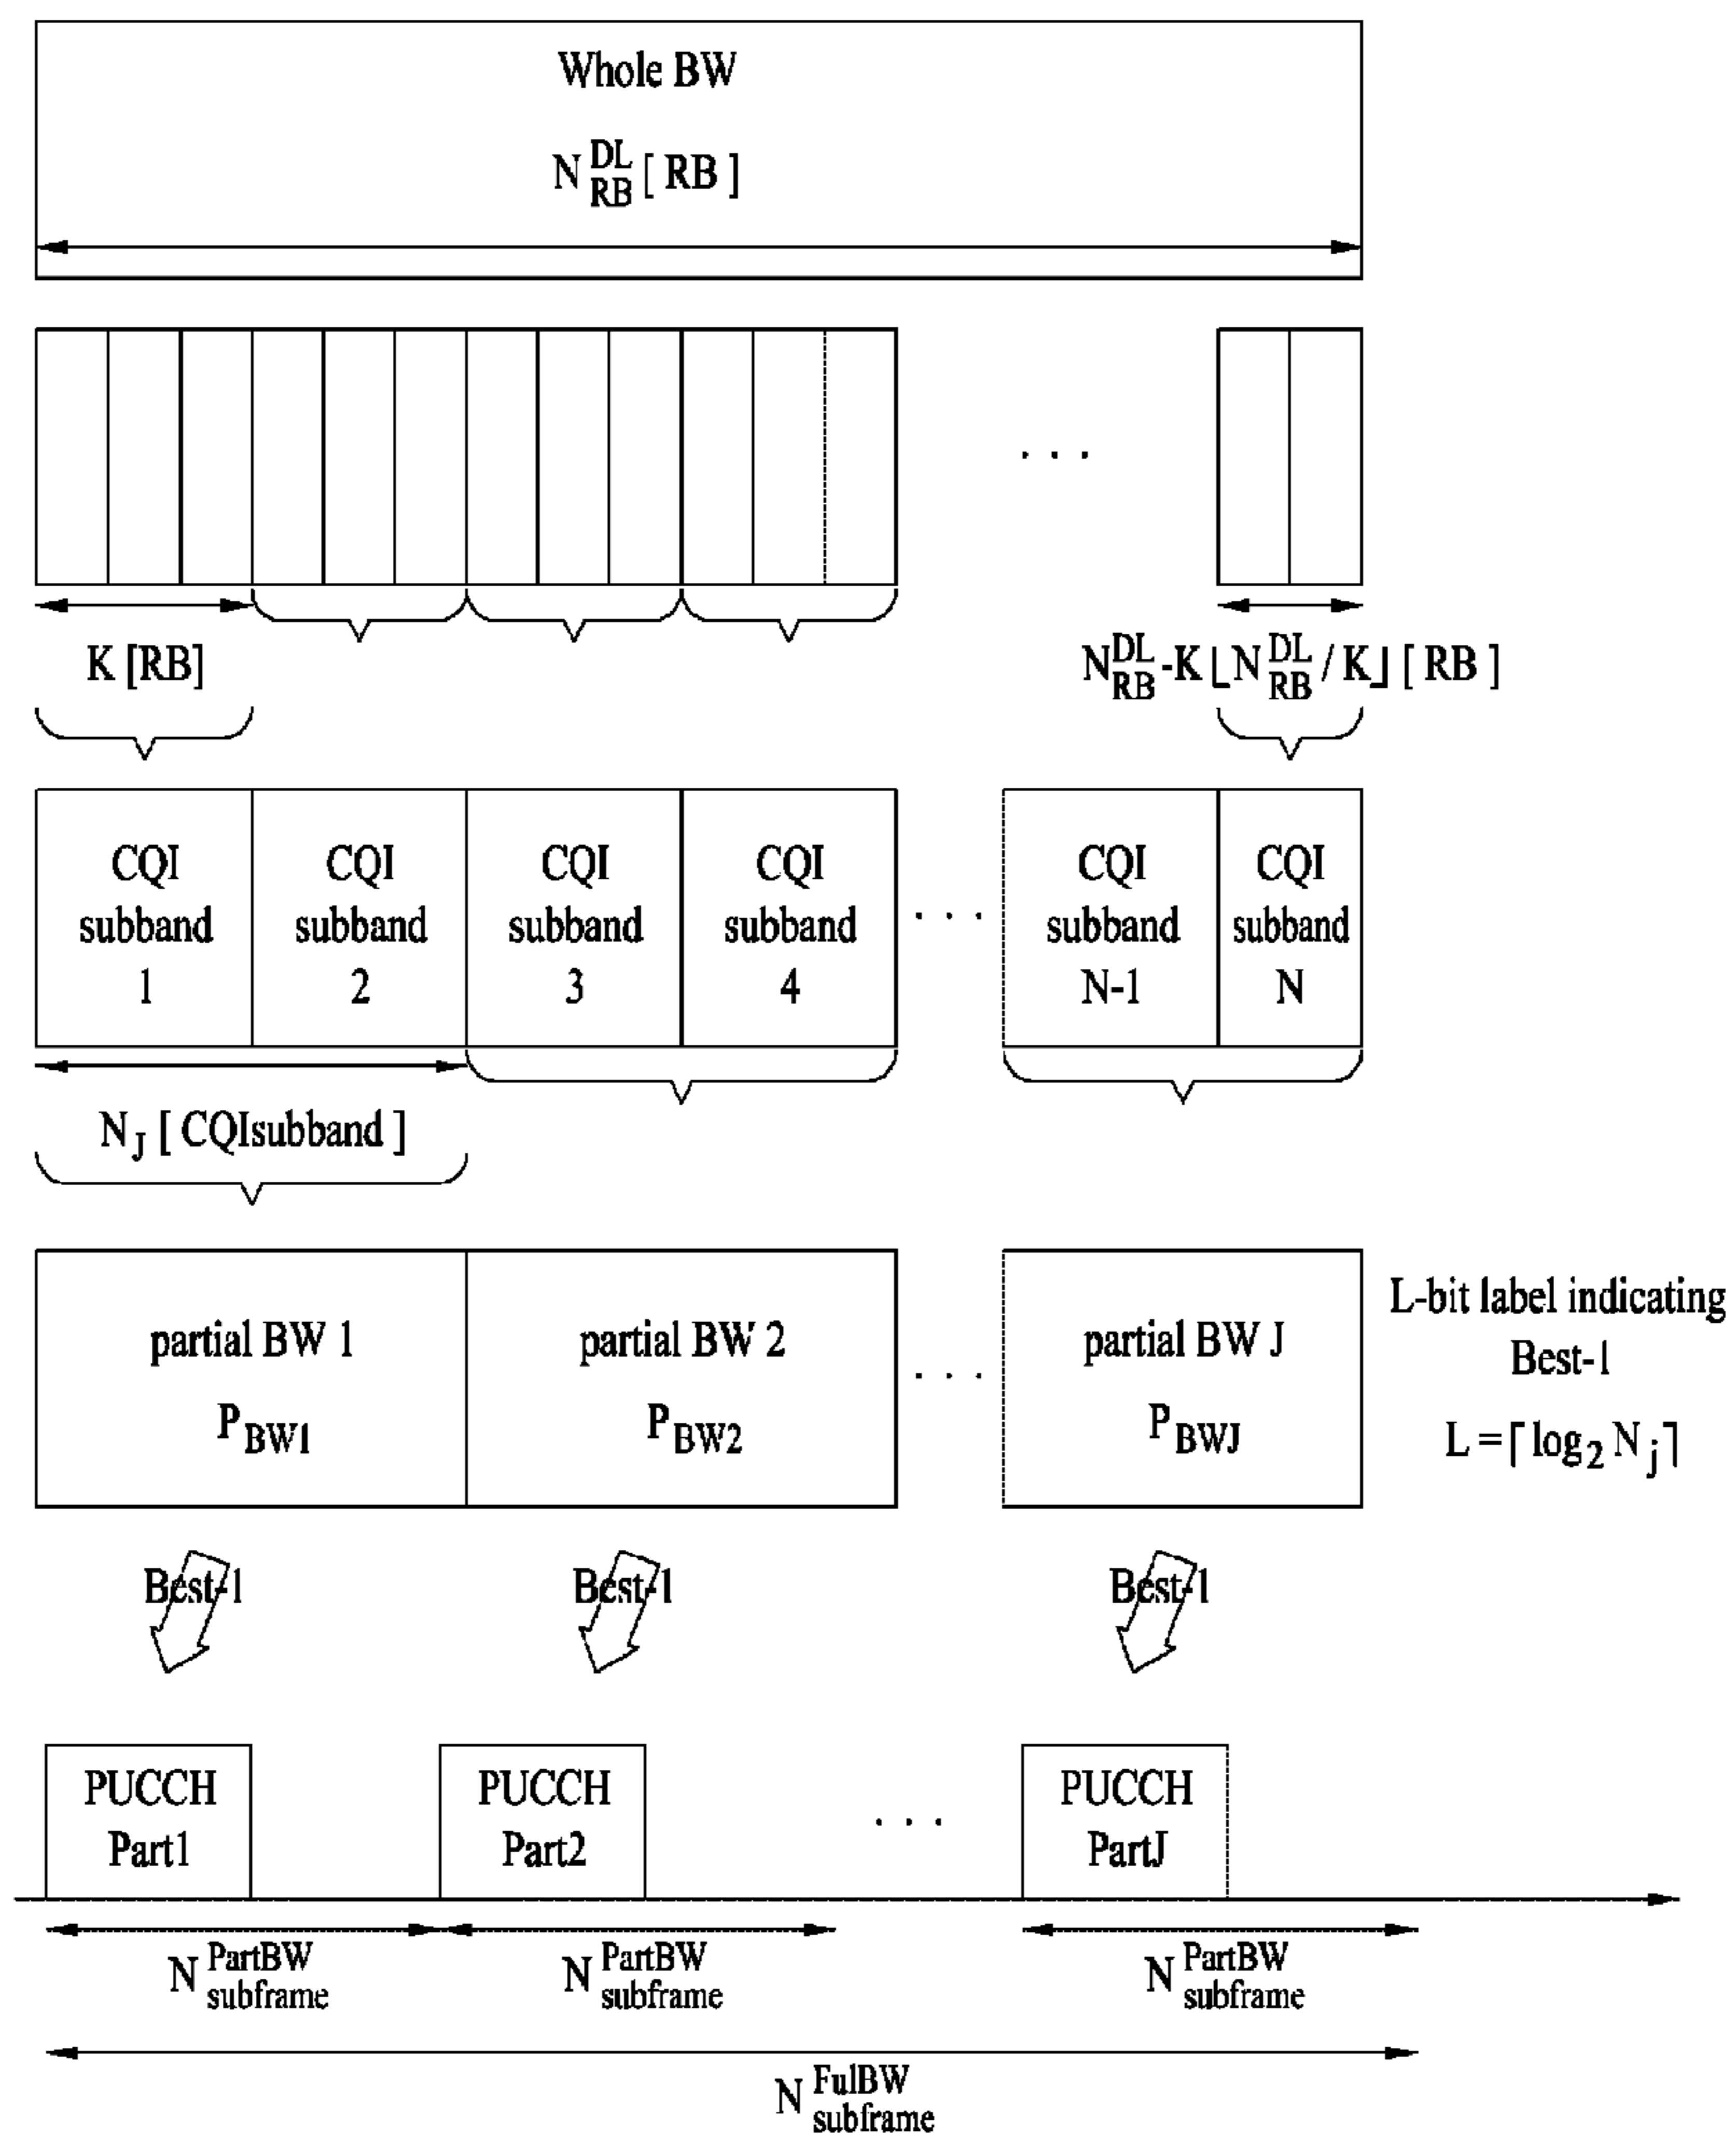 Whole BW
N DL RB [ RB ]
. . .
K [RB]
N DL RB -K ⌊ N DL RB / K ⌋ [ RB ]
CQI subband 1
CQI subband 2
CQI subband 3
CQI subband 4
. . .
CQI subband N-1
CQI subband N
N J [ CQIsubband ]
partial BW 1
P BW1
partial BW 2
P BW2
. . .
partial BW J
P BWJ
L-bit label indicating
Best-1
L = ⌈ log 2 N j ⌉
Best-1
Best-1
Best-1
PUCCH
Part1
PUCCH
Part2
. . .
PUCCH
PartJ
N PartBW subframe
N PartBW subframe
N PartBW subframe
N FulBW subframe